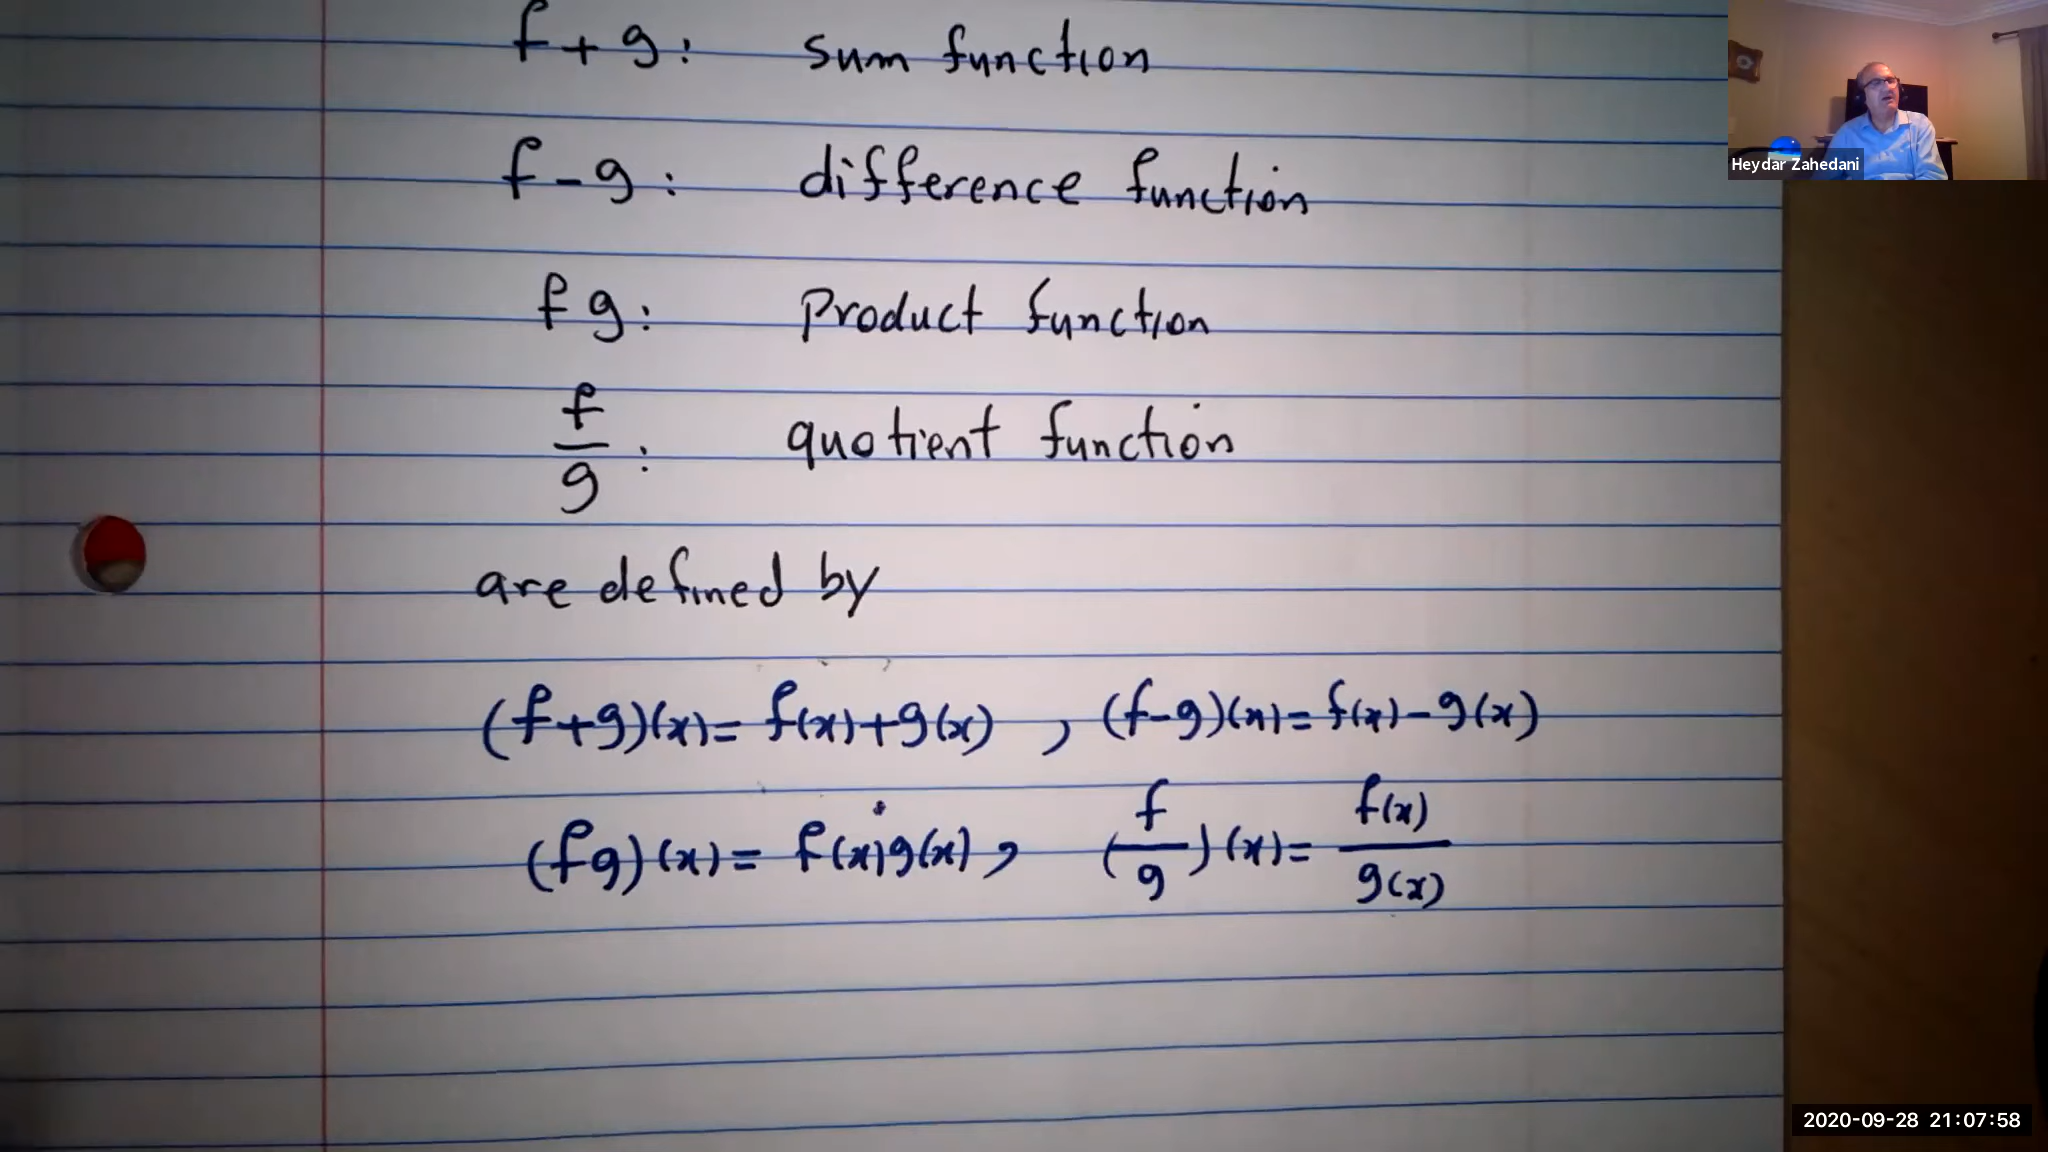 f + g : sum function
f - g : difference function
f g : Product function
f/g : quotient function
are defined by
(f+g)(x) = f(x)+g(x) , (f-g)(x) = f(x)-g(x)
(fg)(x) = f(x)g(x) , (f/g)(x) = f(x)/g(x)
Heydar Zahedani
2020-09-28 21:07:58